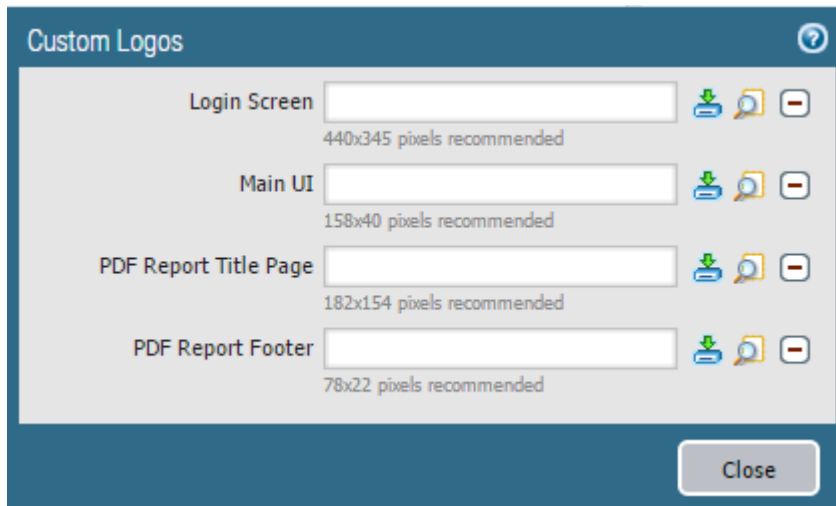 Custom Logos
Login Screen
440x345 pixels recommended
Main UI
158x40 pixels recommended
PDF Report Title Page
182x154 pixels recommended
PDF Report Footer
78x22 pixels recommended
Close